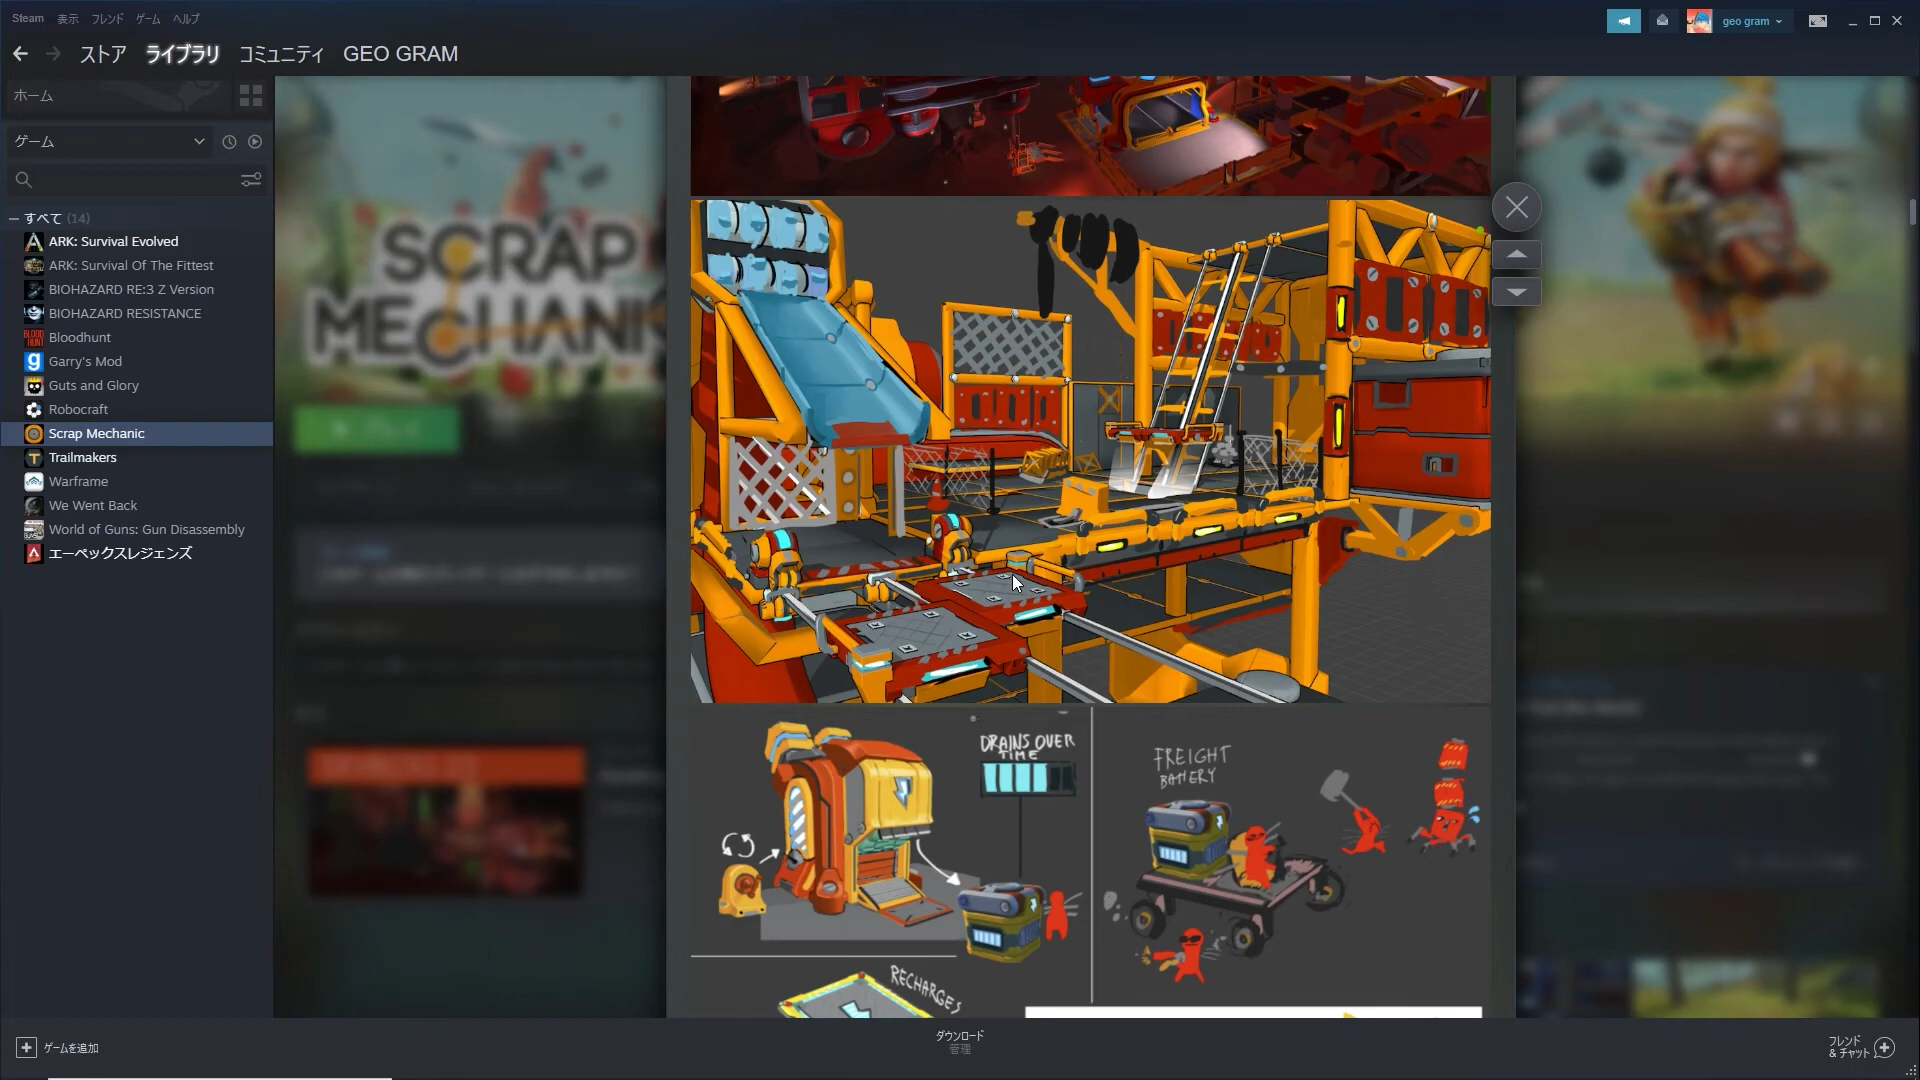 Steam 表示 フレンド ゲーム ヘルプ
geo gram
ストア ライブラリ コミュニティ GEO GRAM
ホーム
ゲーム
すべて (14)
ARK: Survival Evolved
ARK: Survival Of The Fittest
BIOHAZARD RE:3 Z Version
BIOHAZARD RESISTANCE
BLOOD HUNT
Bloodhunt
Garry's Mod
Guts and Glory
Robocraft
Scrap Mechanic
Trailmakers
Warframe
We Went Back
World of Guns: Gun Disassembly
エーペックスレジェンズ
SCRAP
MECHANI
DRAINS OVER
TIME
FREIGHT
BATTERY
RECHARGES
ゲームを追加
ダウンロード
管理
フレンド
& チャット